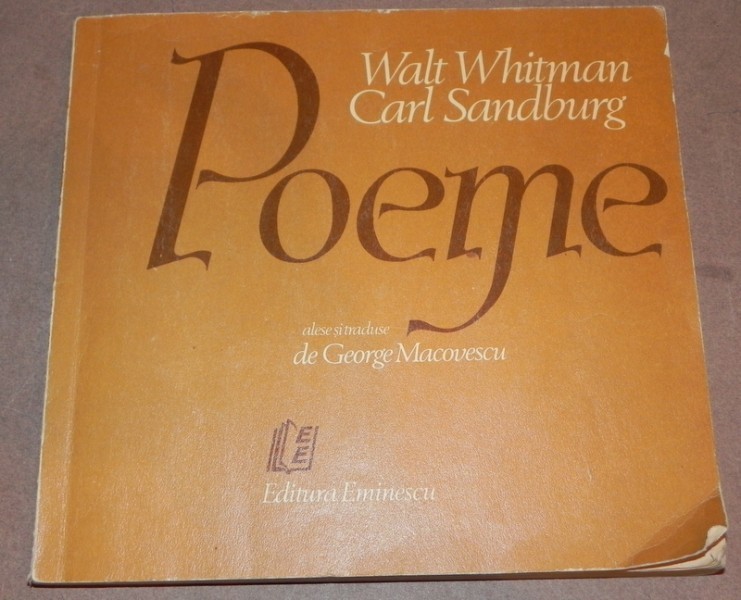 Walt Whitman
Carl Sandburg
Poeme
alese și traduse
de George Macovescu
E
E
Editura Eminescu